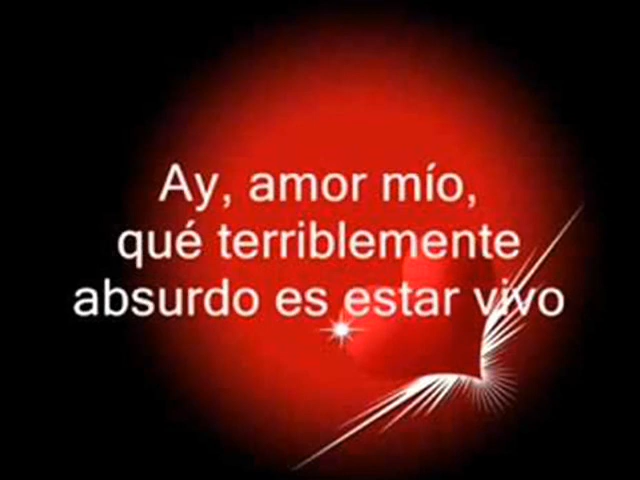 Ay, amor mío,
qué terriblemente
absurdo es estar vivo